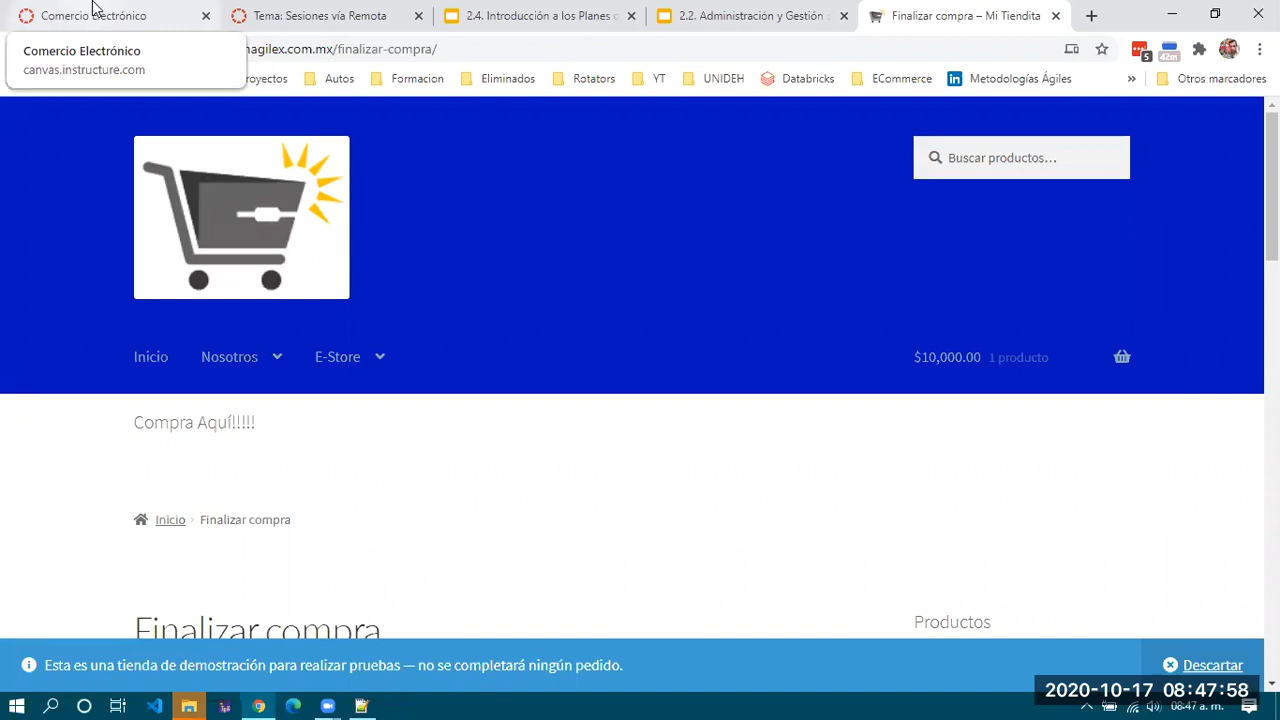 Comercio Electrónico
Tema: Sesiones vía Remota
2.4. Introducción a los Planes
2.2. Administración y Gestión
Finalizar compra – Mi Tiendita
Comercio Electrónico
canvas.instructure.com
nagilex.com.mx/finalizar-compra/
5
42m
royectos
Autos
Formacion
Eliminados
Rotators
YT
UNIDEH
Databricks
ECommerce
Metodologías Ágiles
»
Otros marcadores
Buscar productos...
Inicio
Nosotros
E-Store
$10,000.00 1 producto
Compra Aquí!!!!!
Inicio › Finalizar compra
Finalizar compra
Productos
Esta es una tienda de demostración para realizar pruebas — no se completará ningún pedido.
Descartar
2020-10-17 08:47:58
08:47 a. m.